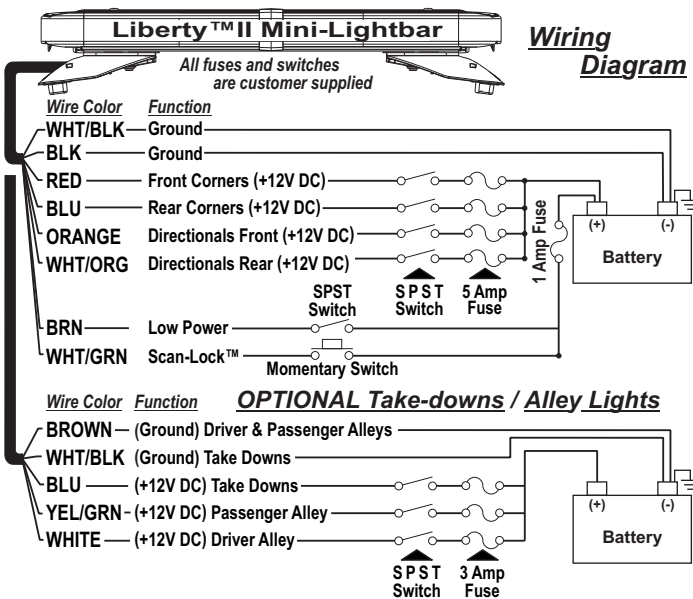 Liberty™II Mini-Lightbar
Wiring
Diagram
All fuses and switches
are customer supplied
Wire Color Function
WHT/BLK Ground
BLK Ground
RED Front Corners (+12V DC)
BLU Rear Corners (+12V DC)
ORANGE Directionals Front (+12V DC)
WHT/ORG Directionals Rear (+12V DC)
SPST
Switch
S P S T
Switch
5 Amp
Fuse
1 Amp Fuse
(+) (-)
Battery
BRN Low Power
WHT/GRN Scan-Lock™
Momentary Switch
Wire Color Function OPTIONAL Take-downs / Alley Lights
BROWN (Ground) Driver & Passenger Alleys
WHT/BLK (Ground) Take Downs
BLU (+12V DC) Take Downs
YEL/GRN (+12V DC) Passenger Alley
WHITE (+12V DC) Driver Alley
(+) (-)
Battery
S P S T
Switch
3 Amp
Fuse